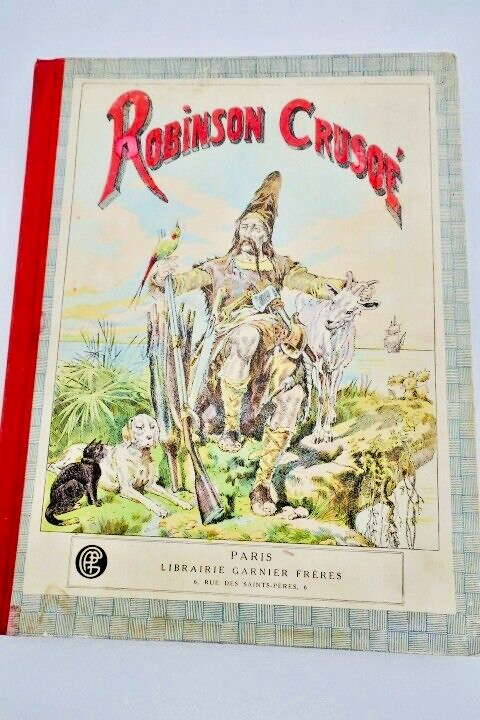 ROBINSON CRUSOÉ
PARIS
LIBRAIRIE GARNIER FRÈRES
6, RUE DES SAINTS-PÈRES, 6